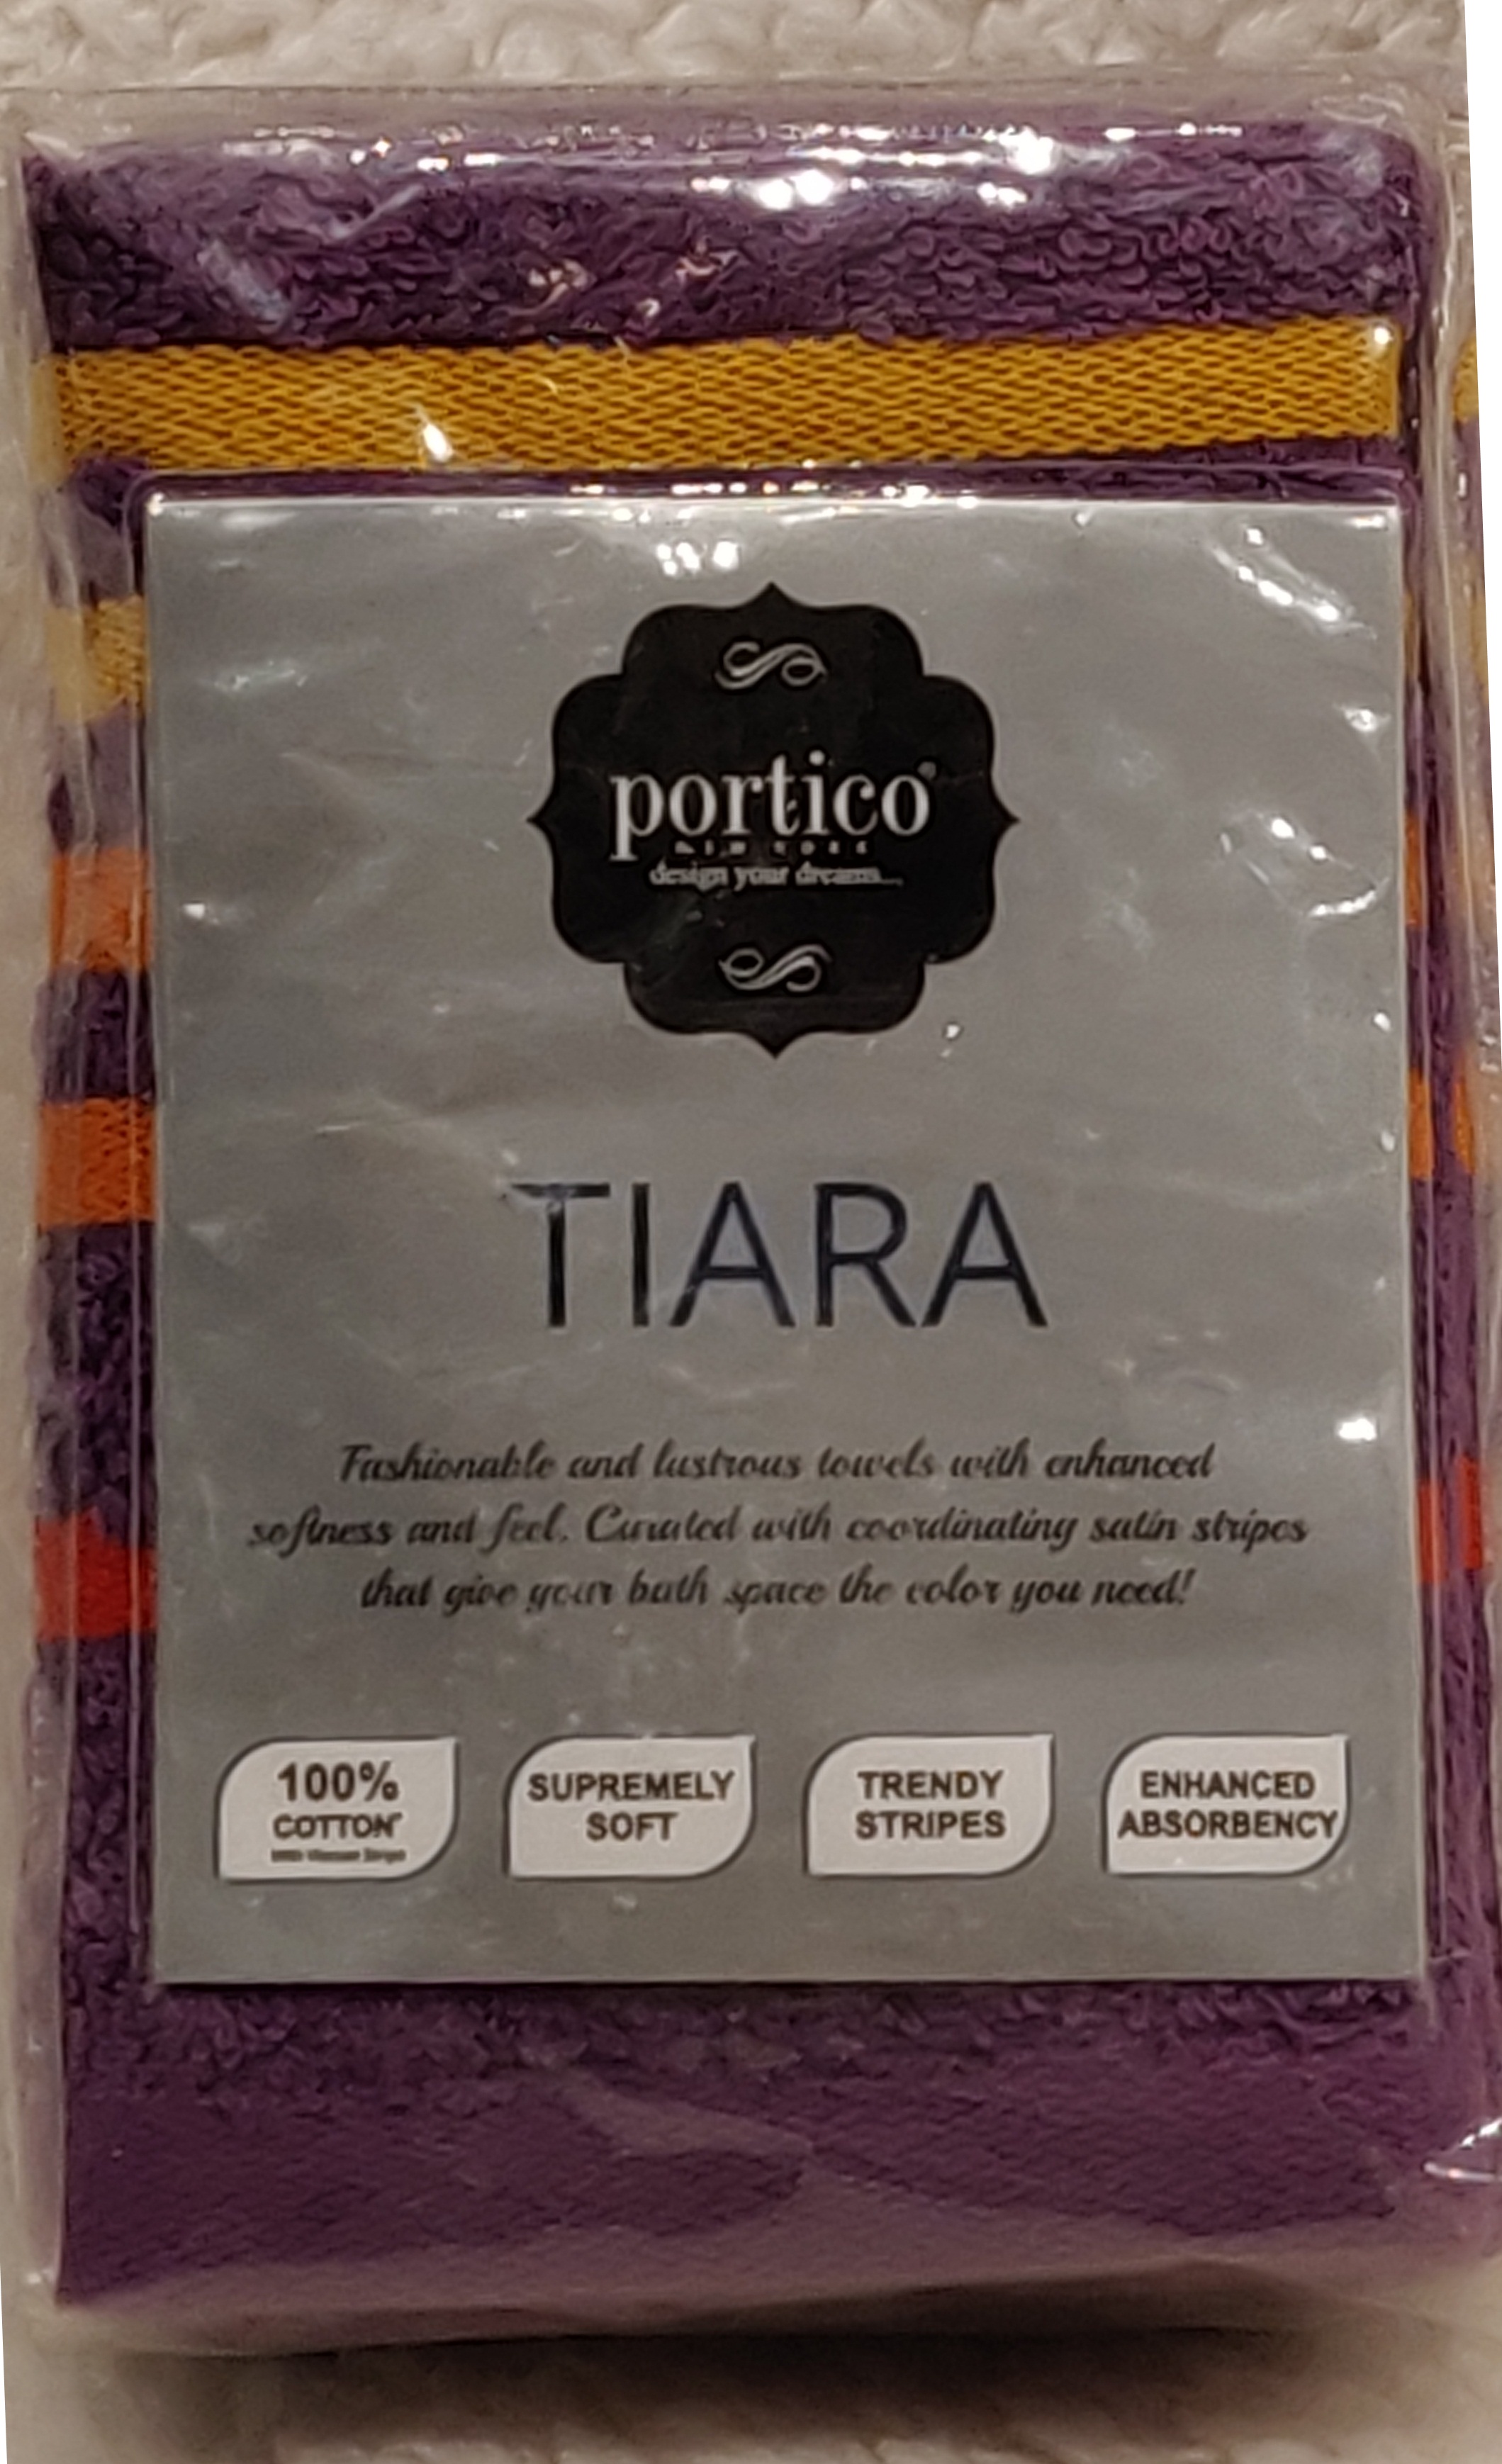 portico
NEW YORK
design your dreams...
TIARA
Fashionable and lustrous towels with enhanced
softness and feel. Curated with coordinating satin stripes
that give your bath space the color you need!
100%
COTTON*
SUPREMELY
SOFT
TRENDY
STRIPES
ENHANCED
ABSORBENCY